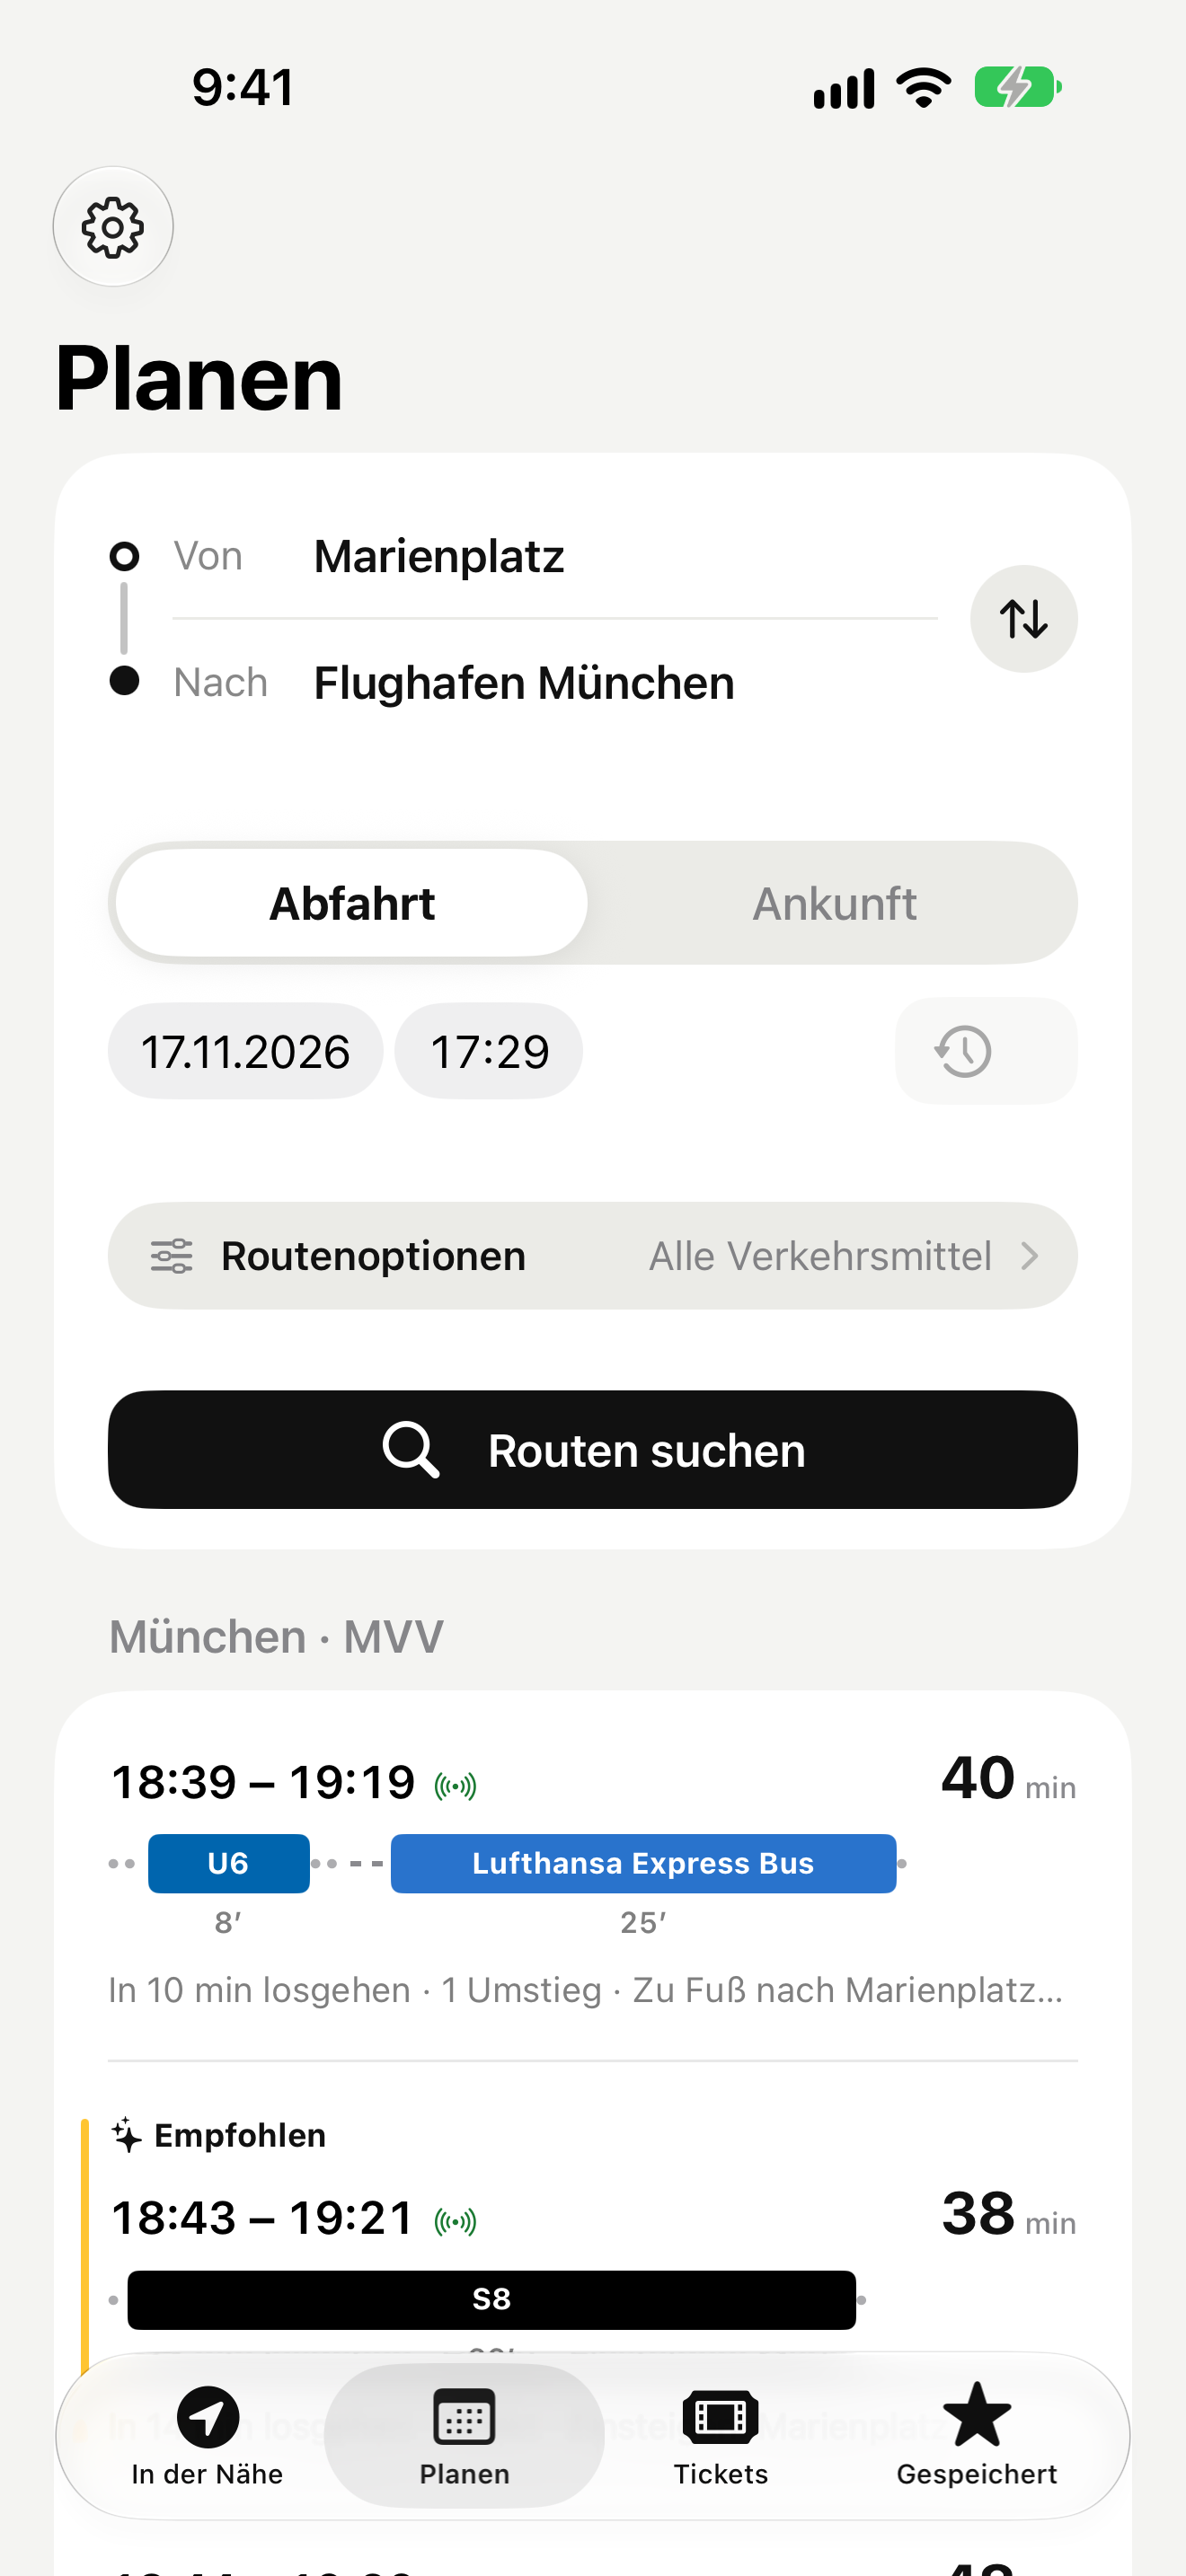 9:41
Planen
Von Marienplatz
Nach Flughafen München
Abfahrt Ankunft
17.11.2026 17:29
Routenoptionen Alle Verkehrsmittel
Routen suchen
München · MVV
18:39 – 19:19 40 min
U6 Lufthansa Express Bus
8′ 25′
In 10 min losgehen · 1 Umstieg · Zu Fuß nach Marienplatz...
Empfohlen
18:43 – 19:21 38 min
S8
In der Nähe Planen Tickets Gespeichert